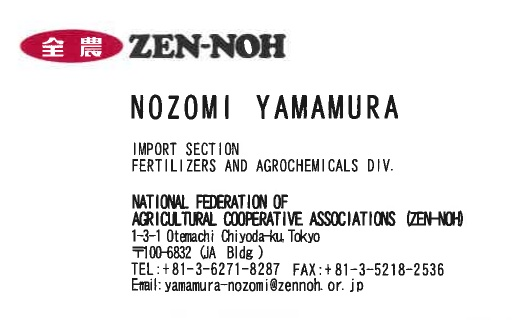 全農 ZEN-NOH
NOZOMI YAMAMURA
IMPORT SECTION
FERTILIZERS AND AGROCHEMICALS DIV.
NATIONAL FEDERATION OF
AGRICULTURAL COOPERATIVE ASSOCIATIONS (ZEN-NOH)
1-3-1 Otemachi Chiyoda-ku, Tokyo
〒100-6832 (JA Bldg.)
TEL:+81-3-6271-8287 FAX:+81-3-5218-2536
Email:yamamura-nozomi@zennoh.or.jp